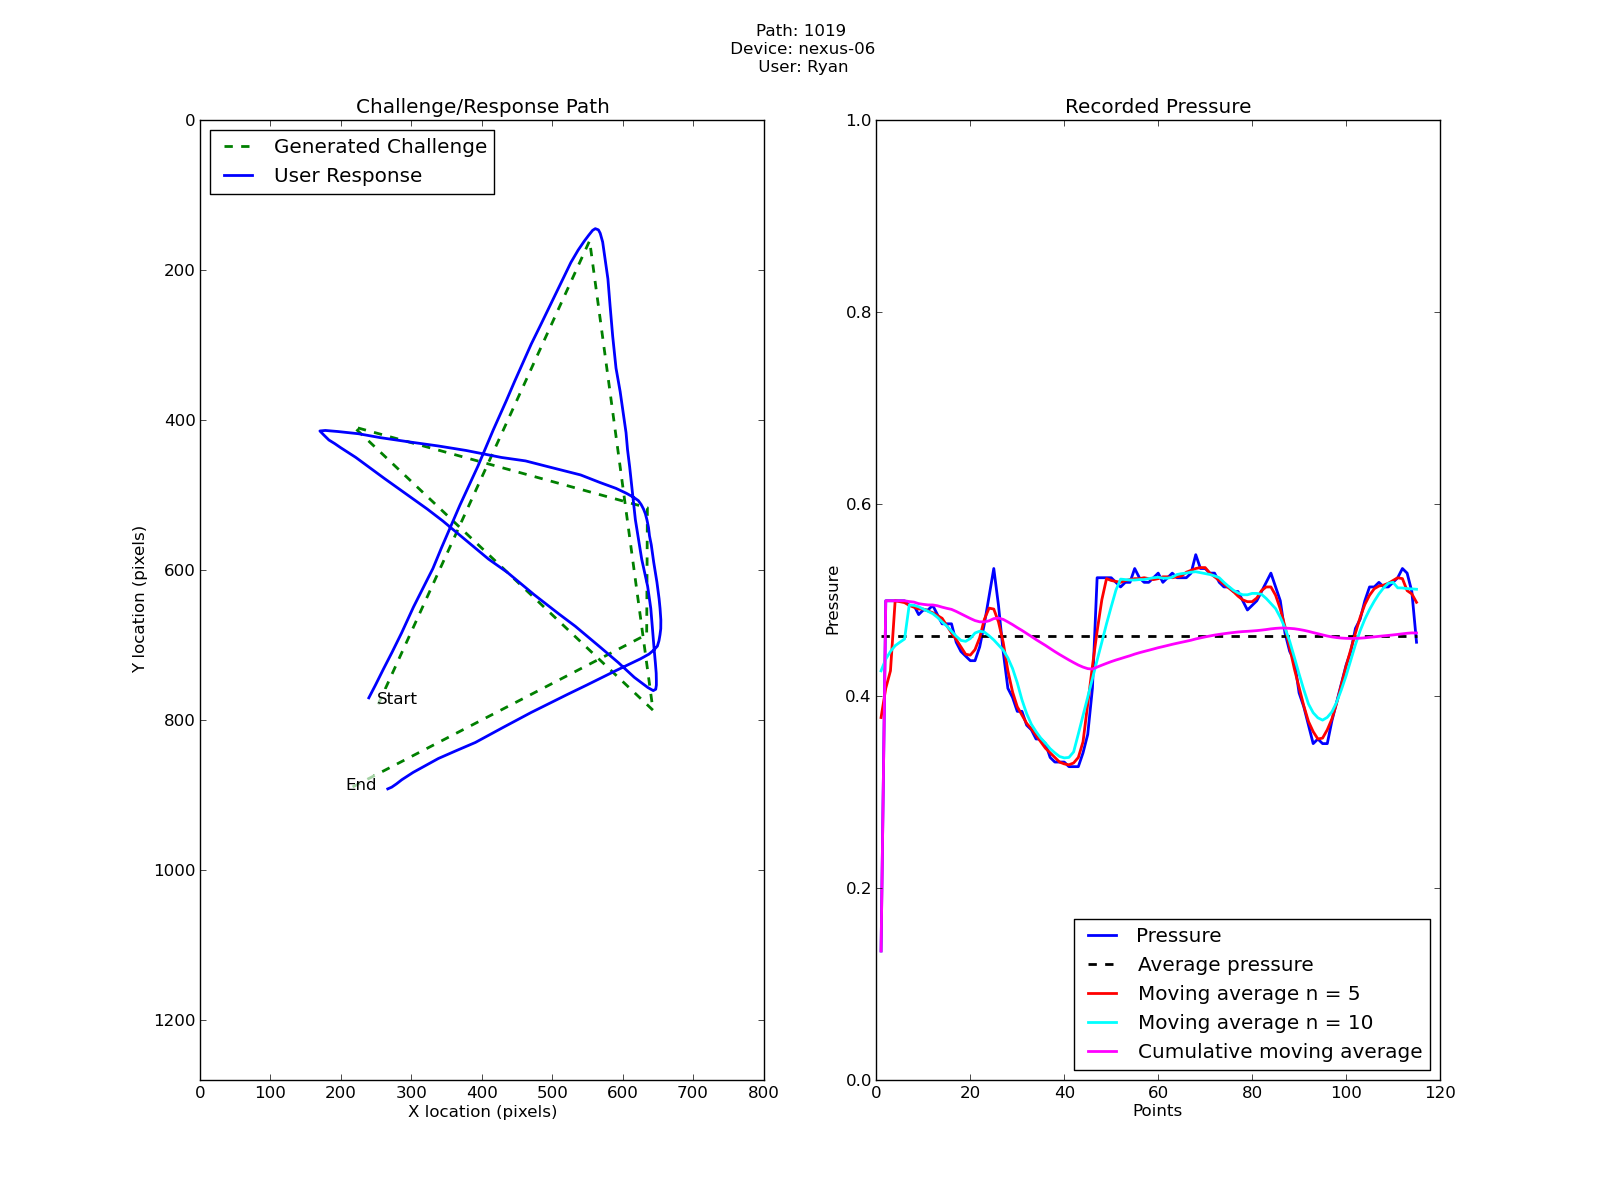 Path: 1019
Device: nexus-06
User: Ryan
Challenge/Response Path
Generated Challenge
User Response
0
200
400
600
800
1000
1200
Y location (pixels)
Start
End
0 100 200 300 400 500 600 700 800
X location (pixels)
Recorded Pressure
1.0
0.8
0.6
0.4
0.2
0.0
Pressure
Pressure
Average pressure
Moving average n = 5
Moving average n = 10
Cumulative moving average
0 20 40 60 80 100 120
Points